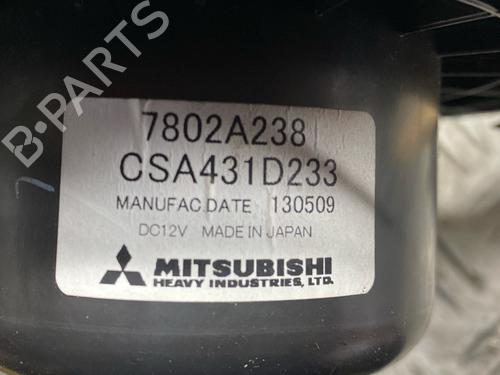 7802A238
CSA431D233
MANUFAC.DATE 130509
DC12V MADE IN JAPAN
MITSUBISHI
HEAVY INDUSTRIES, LTD.
B-PARTS